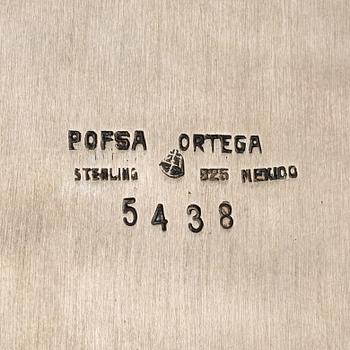 POFSA ORTEGA
STERLING 925 MEXICO
5438